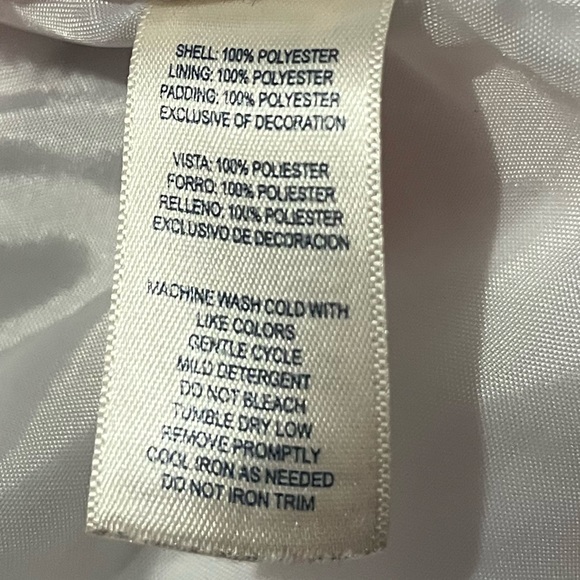 SHELL: 100% POLYESTER
LINING: 100% POLYESTER
PADDING: 100% POLYESTER
EXCLUSIVE OF DECORATION
VISTA: 100% POLIESTER
FORRO: 100% POLIESTER
RELLENO: 100% POLIESTER
EXCLUSIVO DE DECORACION
MACHINE WASH COLD WITH
LIKE COLORS
GENTLE CYCLE
MILD DETERGENT
DO NOT BLEACH
TUMBLE DRY LOW
REMOVE PROMPTLY
COOL IRON AS NEEDED
DO NOT IRON TRIM